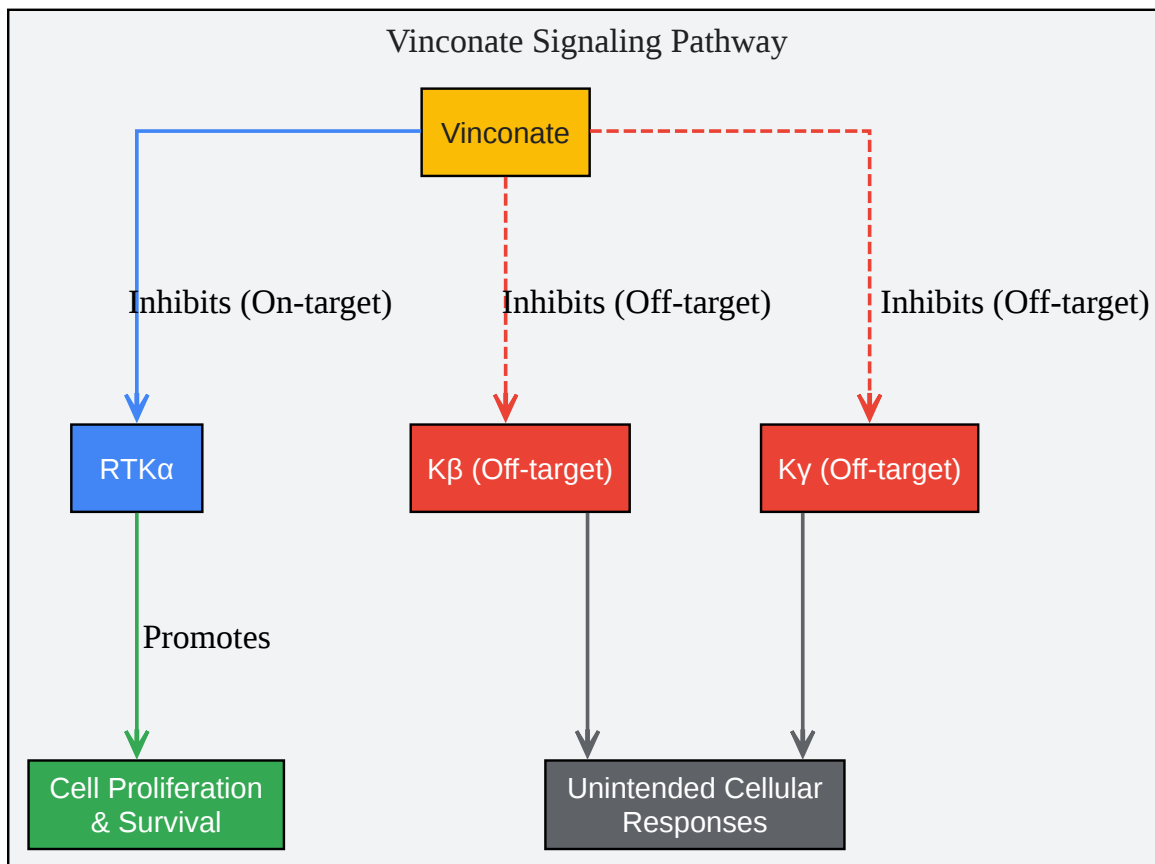 Vinconate Signaling Pathway
Vinconate
Inhibits (On-target)
Inhibits (Off-target)
Inhibits (Off-target)
RTKα
Kβ (Off-target)
Kγ (Off-target)
Promotes
Cell Proliferation
& Survival
Unintended Cellular
Responses